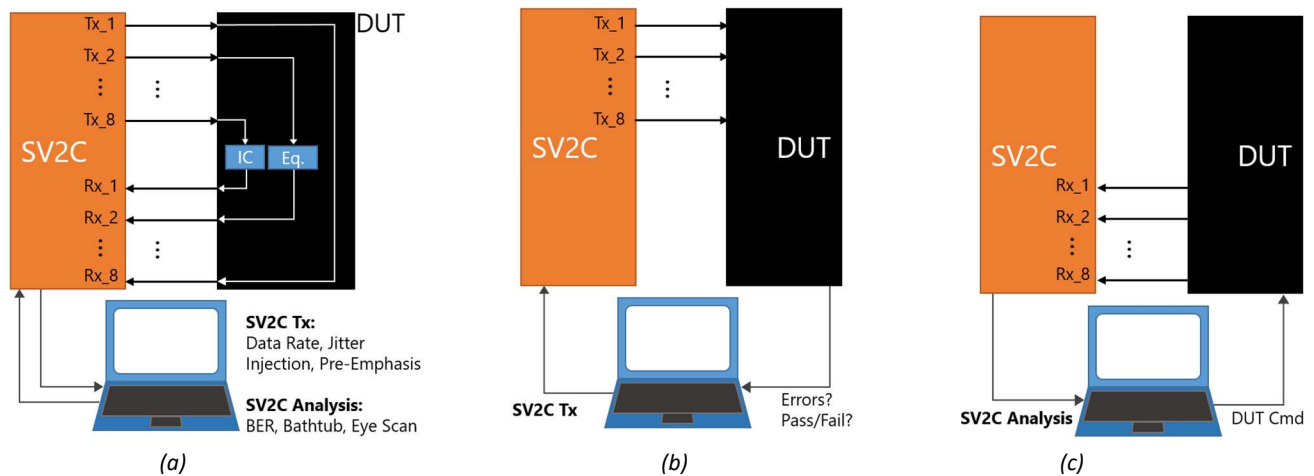 Tx_1
DUT
Tx_2
⋮ ⋮
Tx_8
SV2C
IC
Eq.
Rx_1
Rx_2
⋮ ⋮
Rx_8
SV2C Tx:
Data Rate, Jitter
Injection, Pre-Emphasis
SV2C Analysis:
BER, Bathtub, Eye Scan
(a)
Tx_1
Tx_2
⋮ ⋮
Tx_8
SV2C
DUT
SV2C Tx
Errors?
Pass/Fail?
(b)
SV2C
DUT
Rx_1
Rx_2
⋮ ⋮
Rx_8
SV2C Analysis
DUT Cmd
(c)